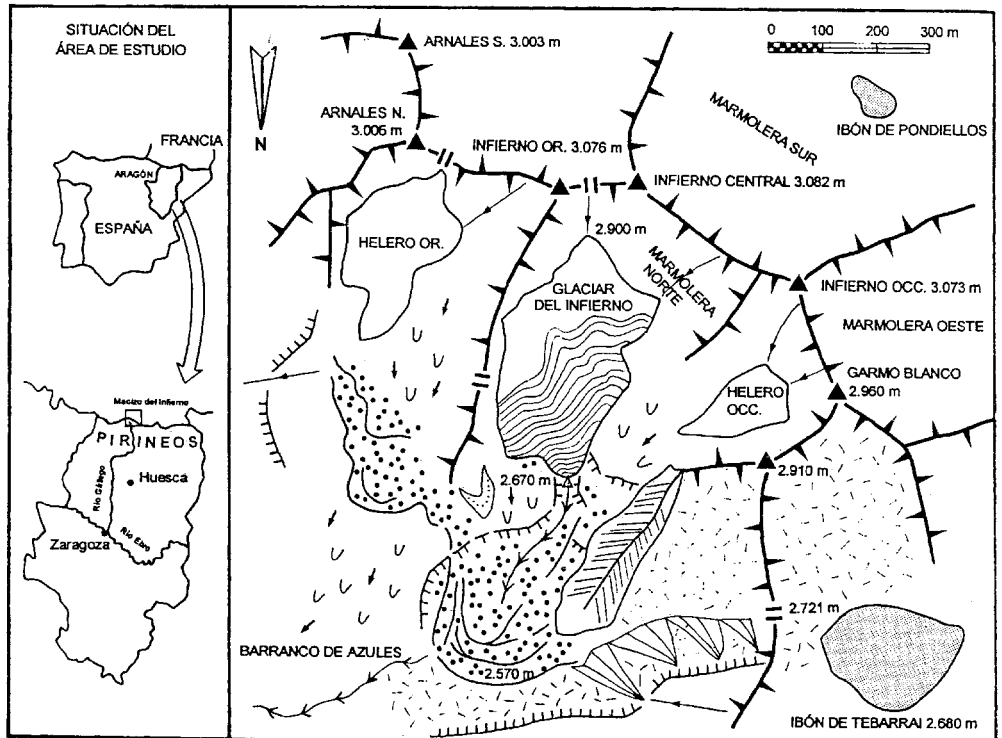 SITUACIÓN DEL
ÁREA DE ESTUDIO
FRANCIA
ARAGÓN
ESPAÑA
Macizo del Infierno
PIRINEOS
Huesca
Río Gállego
Río Ebro
Zaragoza
N
ARNALES S. 3.003 m
0 100 200 300 m
ARNALES N.
3.006 m
MARMOLERA SUR
IBÓN DE PONDIELLOS
INFIERNO OR. 3.076 m
INFIERNO CENTRAL 3.082 m
HELERO OR.
2.900 m
GLACIAR
DEL INFIERNO
MARMOLERA
NORTE
INFIERNO OCC. 3.073 m
MARMOLERA OESTE
HELERO
OCC.
GARMO BLANCO
2.960 m
2.910 m
2.670 m
2.721 m
BARRANCO DE AZULES
2.570 m
IBÓN DE TEBARRAI 2.680 m